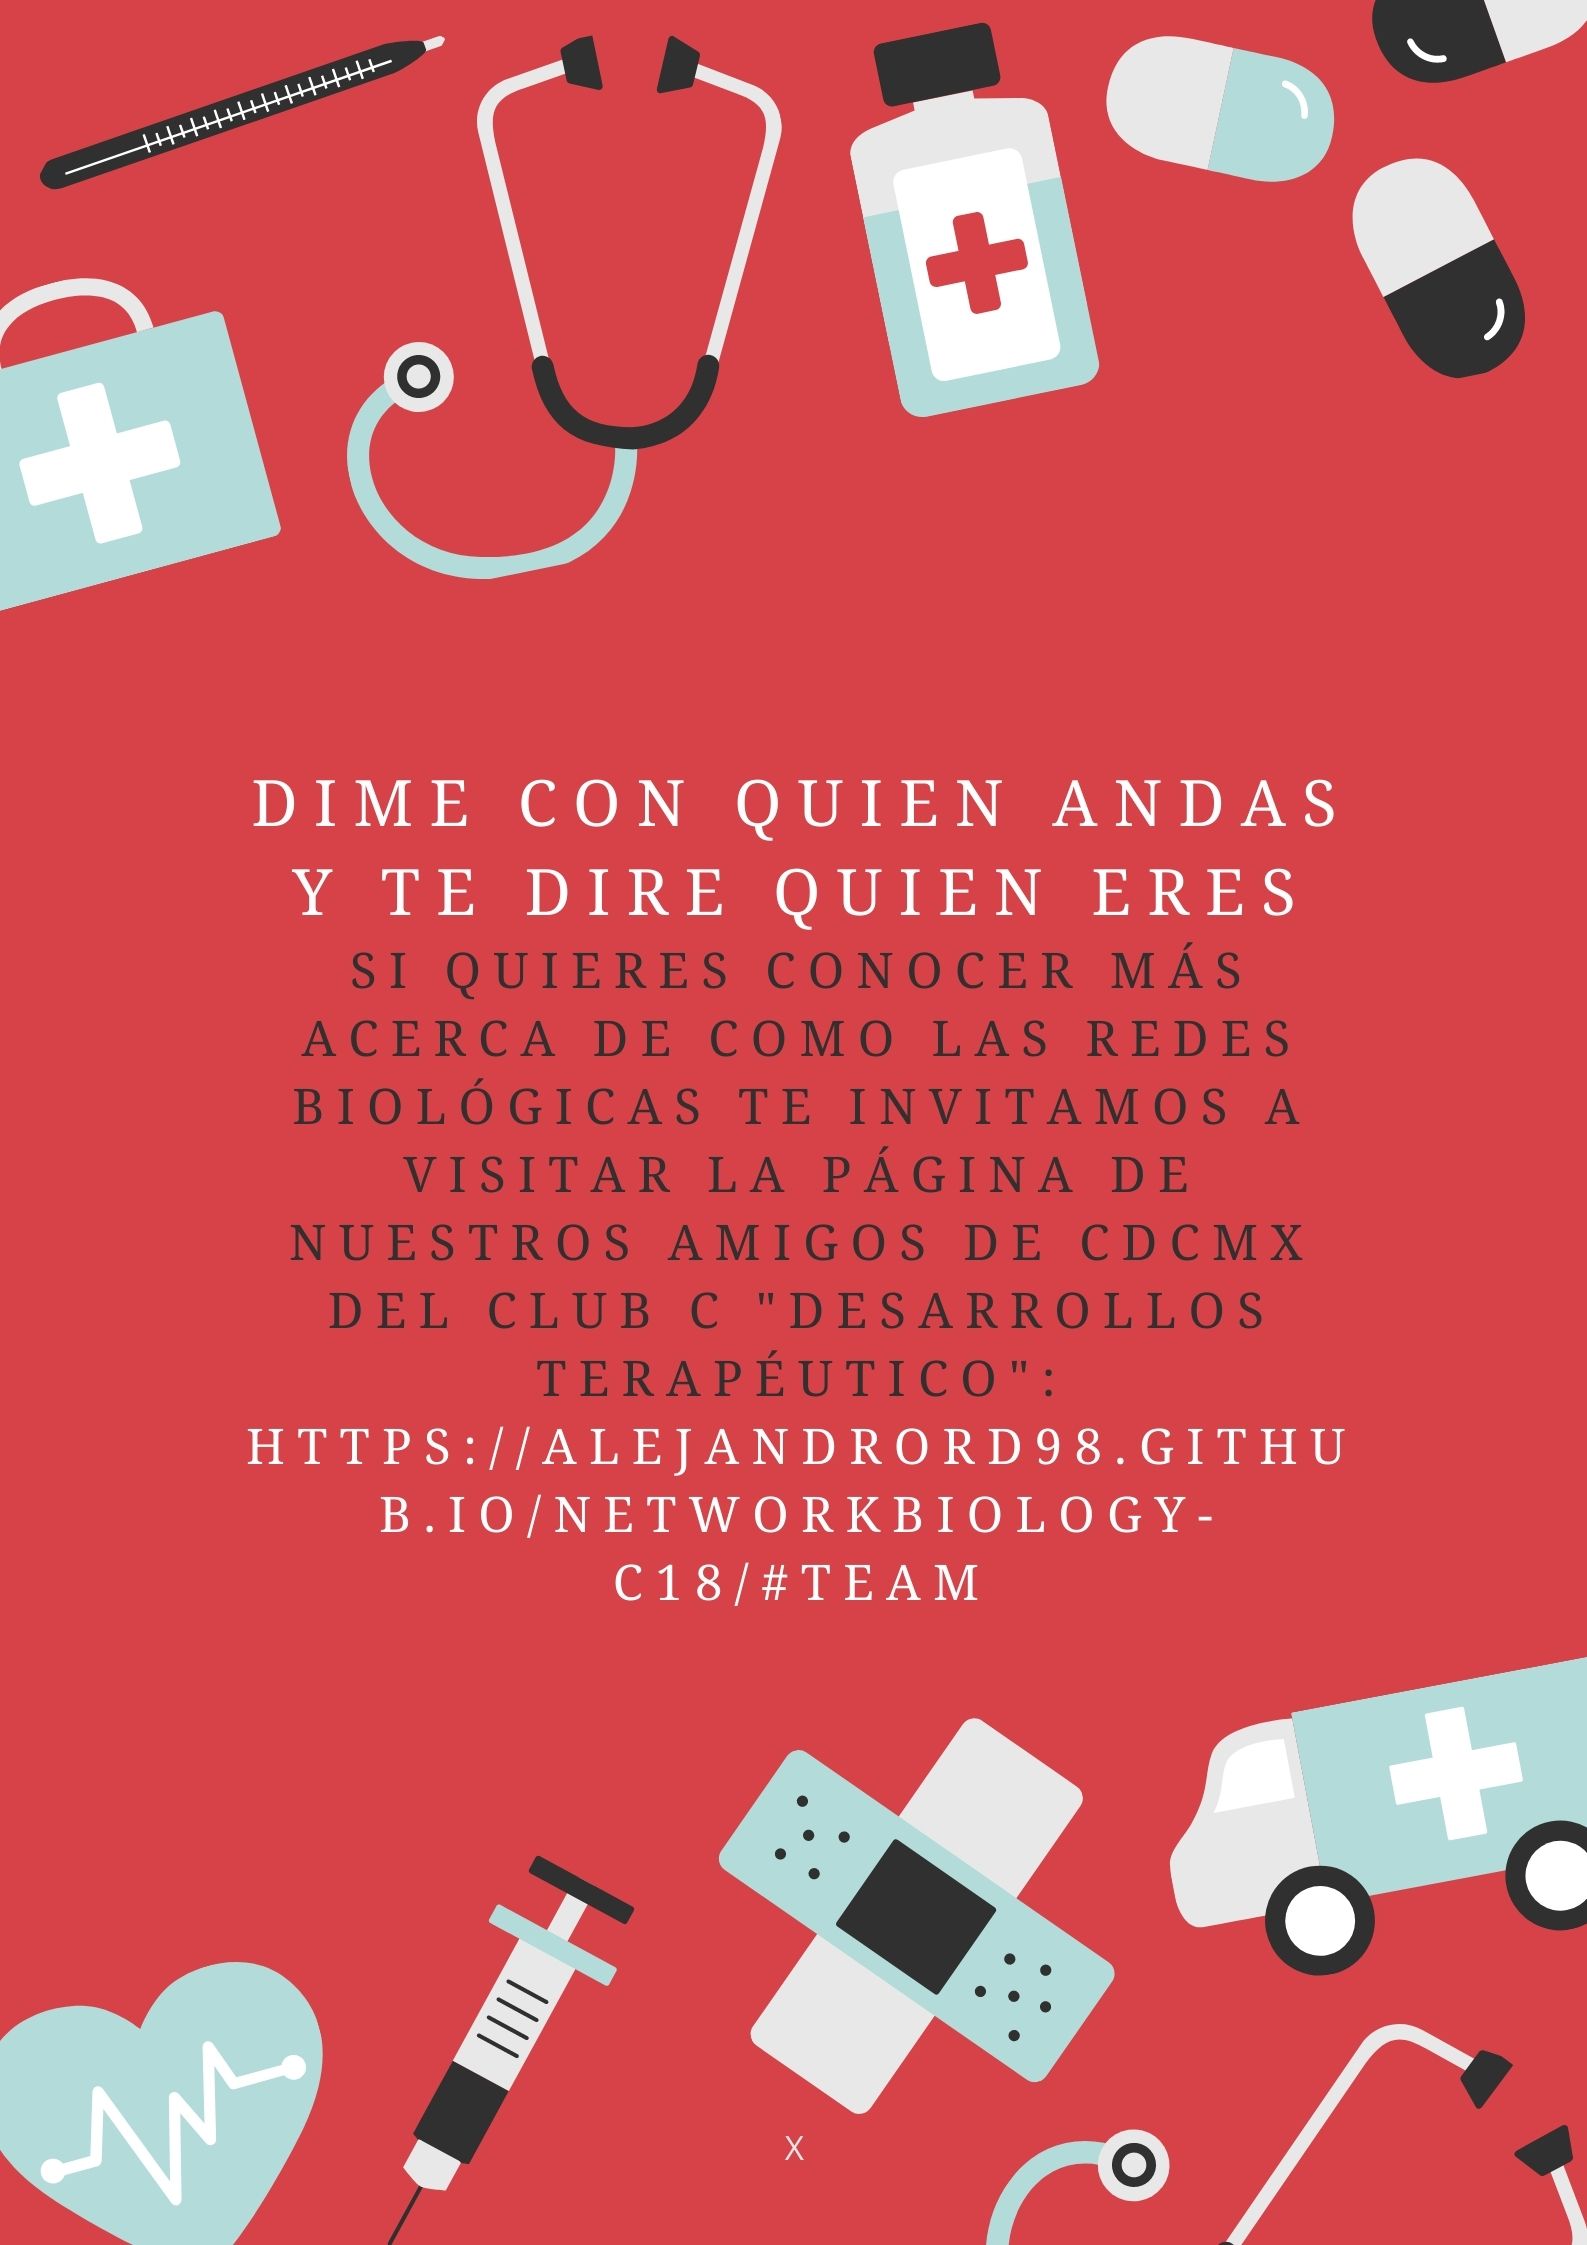 DIME CON QUIEN ANDAS
Y TE DIRE QUIEN ERES
SI QUIERES CONOCER MÁS
ACERCA DE COMO LAS REDES
BIOLÓGICAS TE INVITAMOS A
VISITAR LA PÁGINA DE
NUESTROS AMIGOS DE CDCMX
DEL CLUB C "DESARROLLOS
TERAPÉUTICO":
HTTPS://ALEJANDRORD98.GITHU
B.IO/NETWORKBIOLOGY-
C18/#TEAM
X